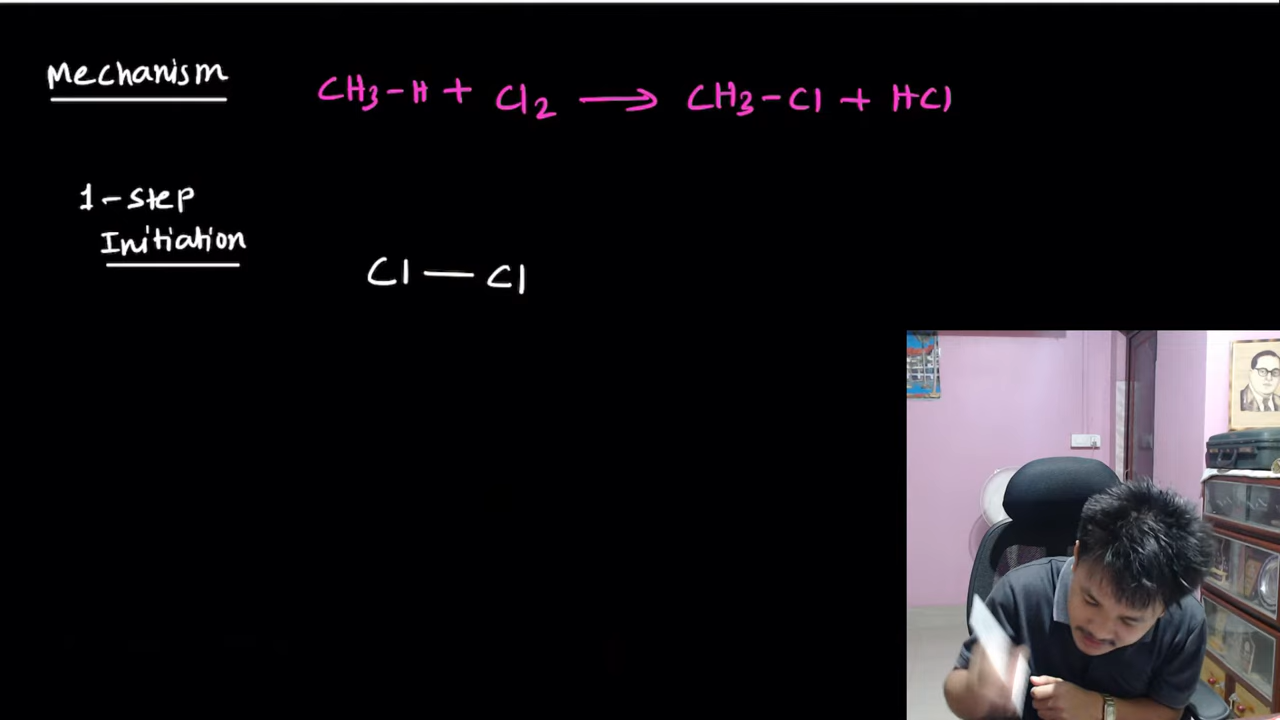 Mechanism
CH3-H + Cl2 ⟶ CH3-Cl + HCl
1-step
Initiation
Cl — Cl